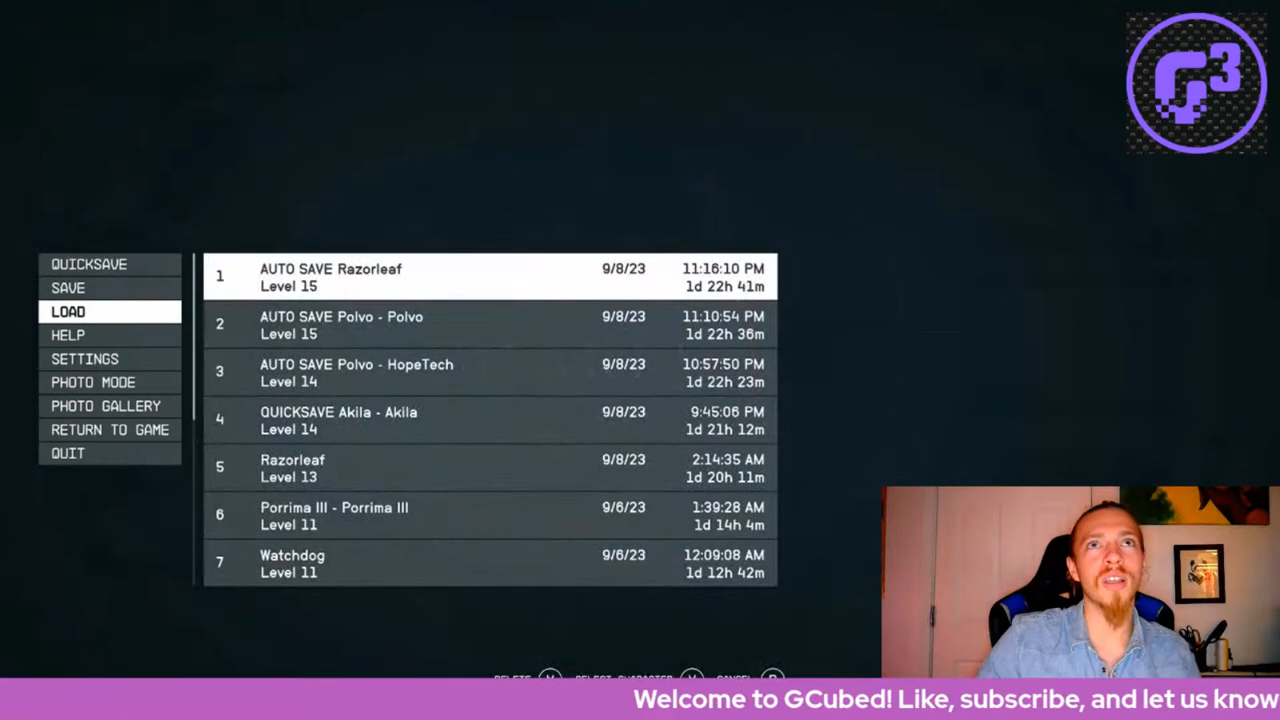 G3
QUICKSAVE
SAVE
LOAD
HELP
SETTINGS
PHOTO MODE
PHOTO GALLERY
RETURN TO GAME
QUIT
1 AUTO SAVE Razorleaf 9/8/23 11:16:10 PM
Level 15 1d 22h 41m
2 AUTO SAVE Polvo - Polvo 9/8/23 11:10:54 PM
Level 15 1d 22h 36m
3 AUTO SAVE Polvo - HopeTech 9/8/23 10:57:50 PM
Level 14 1d 22h 23m
4 QUICKSAVE Akila - Akila 9/8/23 9:45:06 PM
Level 14 1d 21h 12m
5 Razorleaf 9/8/23 2:14:35 AM
Level 13 1d 20h 11m
6 Porrima III - Porrima III 9/6/23 1:39:28 AM
Level 11 1d 14h 4m
7 Watchdog 9/6/23 12:09:08 AM
Level 11 1d 12h 42m
DELETE SELECT CHARACTER CANCEL
Welcome to GCubed! Like, subscribe, and let us know